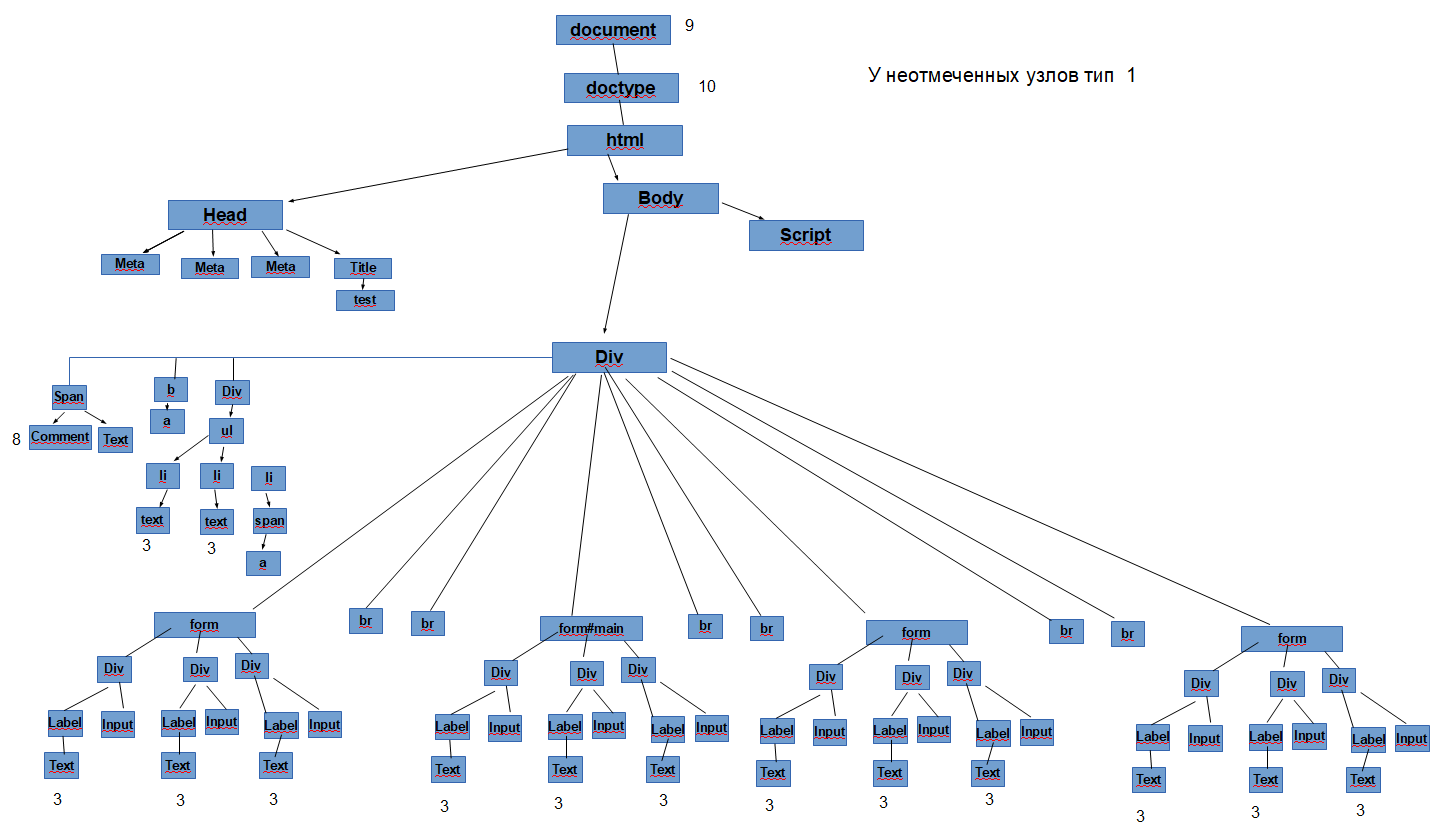 document 9
У неотмеченных узлов тип 1
doctype 10
html
Body
Head
Script
Meta Meta Meta Title
test
Div
Span b Div
a
8 Comment Text ul
li li li
text text span
3 3
a
form br br form#main br br form br br form
Div Div Div Div Div Div Div Div Div Div Div Div
Label Input Label Input Label Input Label Input Label Input Label Input Label Input Label Input Label Input Label Input Label Input Label Input
Text Text Text Text Text Text Text Text Text Text Text Text
3 3 3 3 3 3 3 3 3 3 3 3